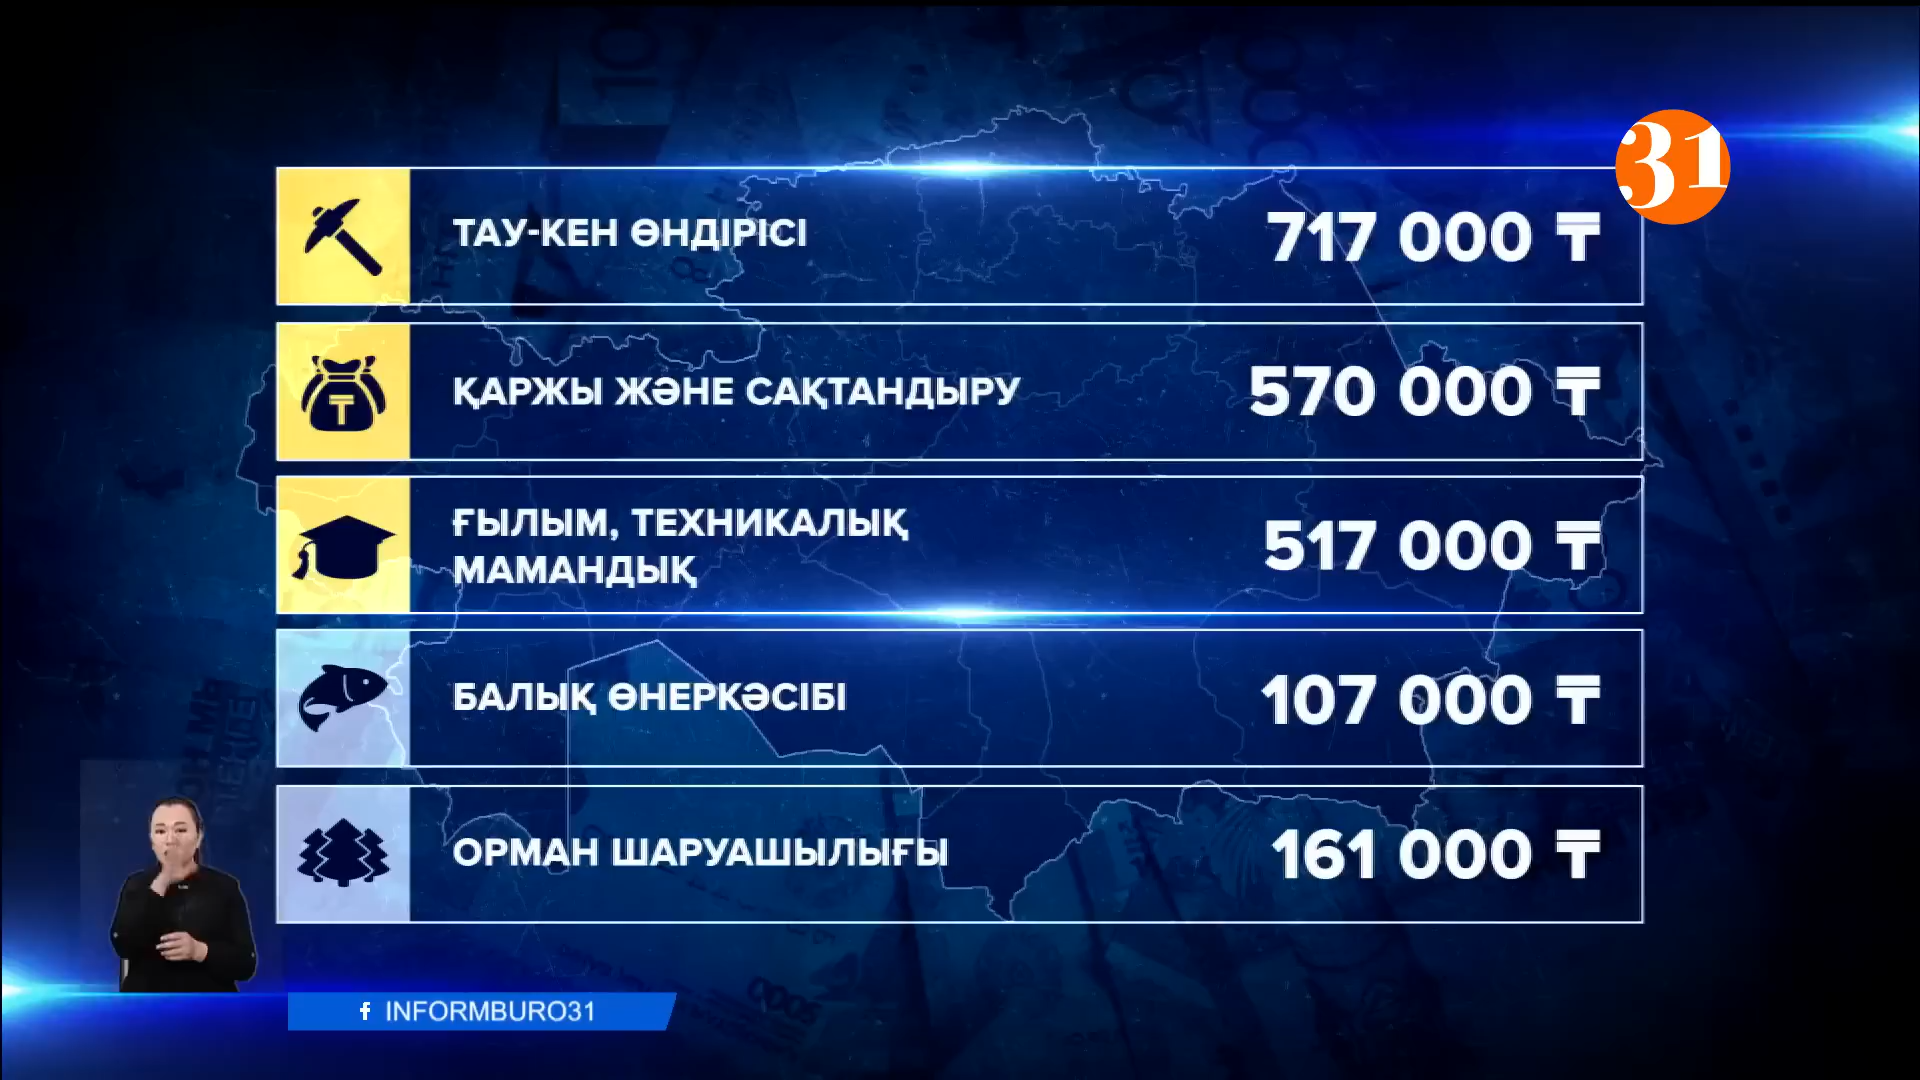 31
ТАУ-КЕН ӨНДІРІСІ
717 000 ₸
ҚАРЖЫ ЖӘНЕ САҚТАНДЫРУ
570 000 ₸
ҒЫЛЫМ, ТЕХНИКАЛЫҚ
МАМАНДЫҚ
517 000 ₸
БАЛЫҚ ӨНЕРКӘСІБІ
107 000 ₸
ОРМАН ШАРУАШЫЛЫҒЫ
161 000 ₸
f INFORMBURO31